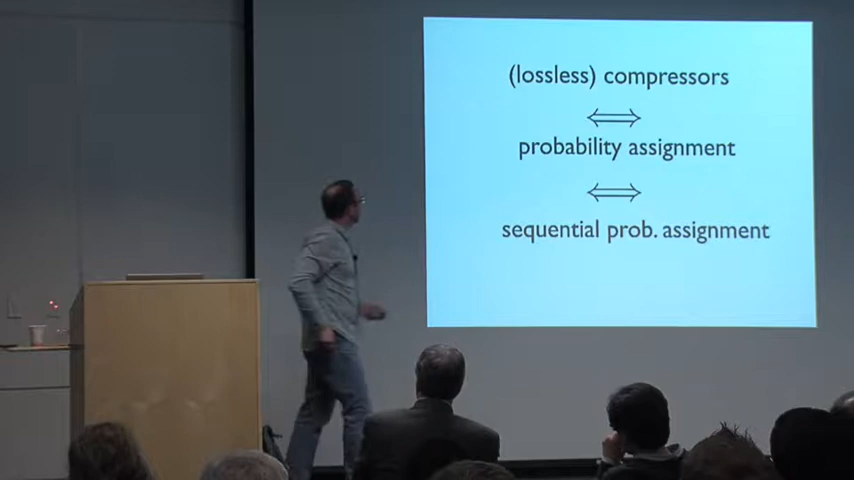 (lossless) compressors
⟺
probability assignment
⟺
sequential prob. assignment